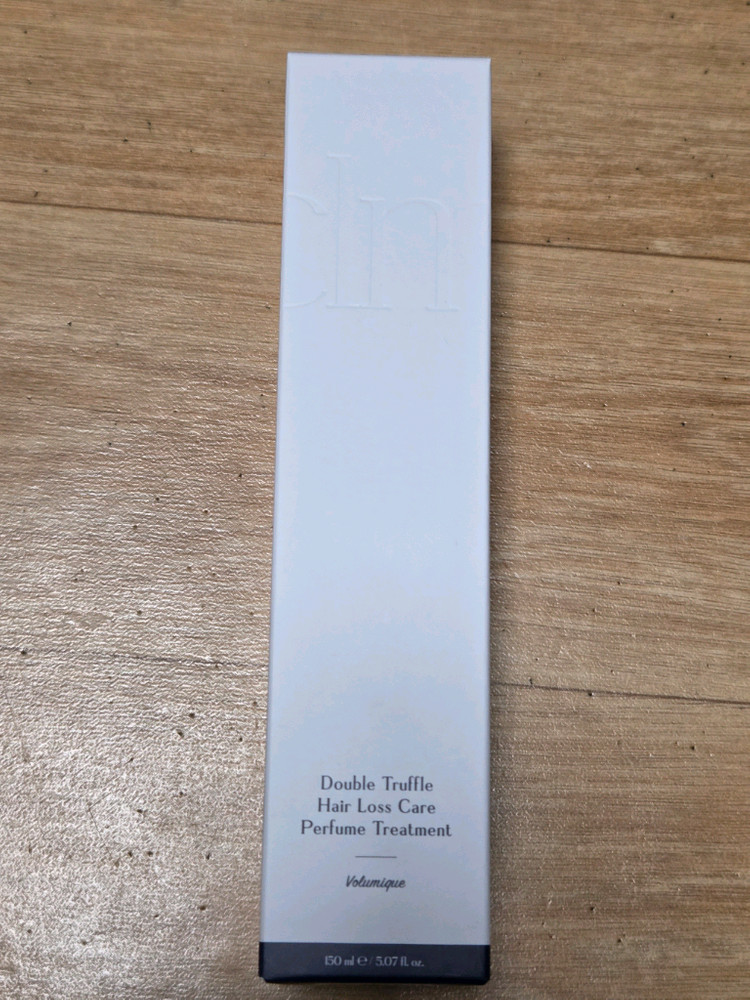 Double Truffle
Hair Loss Care
Perfume Treatment
Volumique
150 ml ℮ / 5.07 fl. oz.